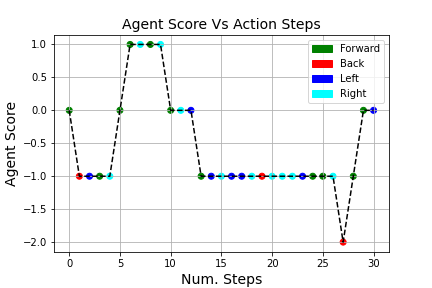 Agent Score Vs Action Steps
Agent Score
1.0
0.5
0.0
−0.5
−1.0
−1.5
−2.0
Forward
Back
Left
Right
0 5 10 15 20 25 30
Num. Steps